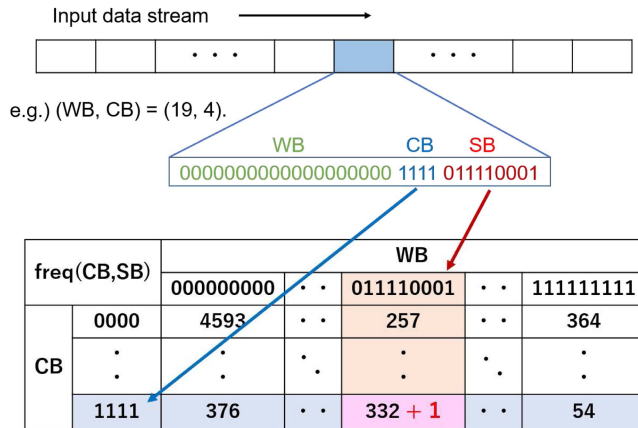 Input data stream
· · ·
· · ·
e.g.) (WB, CB) = (19, 4).
WB CB SB
0000000000000000000 1111 011110001
freq(CB,SB) WB
000000000 · · 011110001 · · 111111111
CB 0000 4593 · · 257 · · 364
1111 376 · · 332 + 1 · · 54